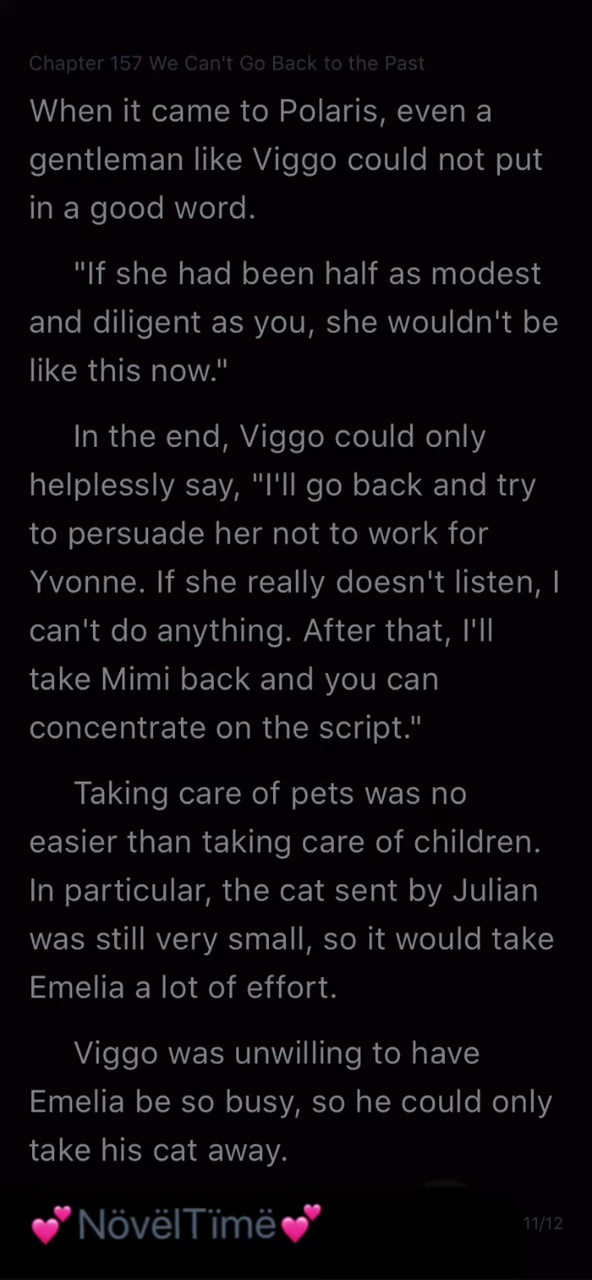 Chapter 157 We Can't Go Back to the Past
When it came to Polaris, even a
gentleman like Viggo could not put
in a good word.
"If she had been half as modest
and diligent as you, she wouldn't be
like this now."
In the end, Viggo could only
helplessly say, "I'll go back and try
to persuade her not to work for
Yvonne. If she really doesn't listen, I
can't do anything. After that, I'll
take Mimi back and you can
concentrate on the script."
Taking care of pets was no
easier than taking care of children.
In particular, the cat sent by Julian
was still very small, so it would take
Emelia a lot of effort.
Viggo was unwilling to have
Emelia be so busy, so he could only
take his cat away.
💕NövëlTïmë💕
11/12